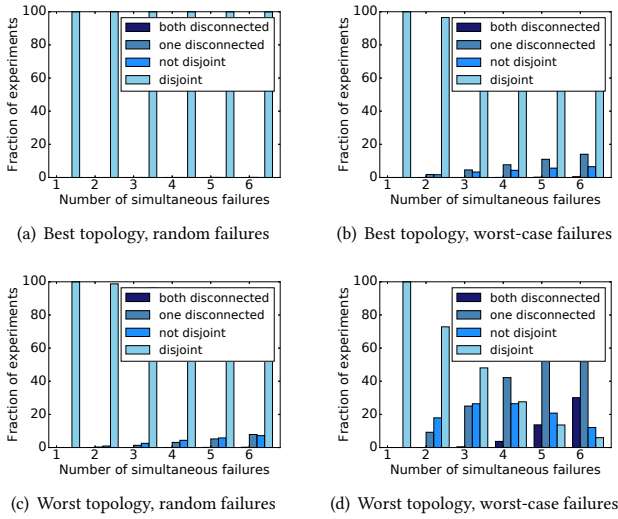 Fraction of experiments
100
80
60
40
20
0
both disconnected
one disconnected
not disjoint
disjoint
1 2 3 4 5 6
Number of simultaneous failures
(a) Best topology, random failures
Fraction of experiments
100
80
60
40
20
0
both disconnected
one disconnected
not disjoint
disjoint
1 2 3 4 5 6
Number of simultaneous failures
(b) Best topology, worst-case failures
Fraction of experiments
100
80
60
40
20
0
both disconnected
one disconnected
not disjoint
disjoint
1 2 3 4 5 6
Number of simultaneous failures
(c) Worst topology, random failures
Fraction of experiments
100
80
60
40
20
0
both disconnected
one disconnected
not disjoint
disjoint
1 2 3 4 5 6
Number of simultaneous failures
(d) Worst topology, worst-case failures